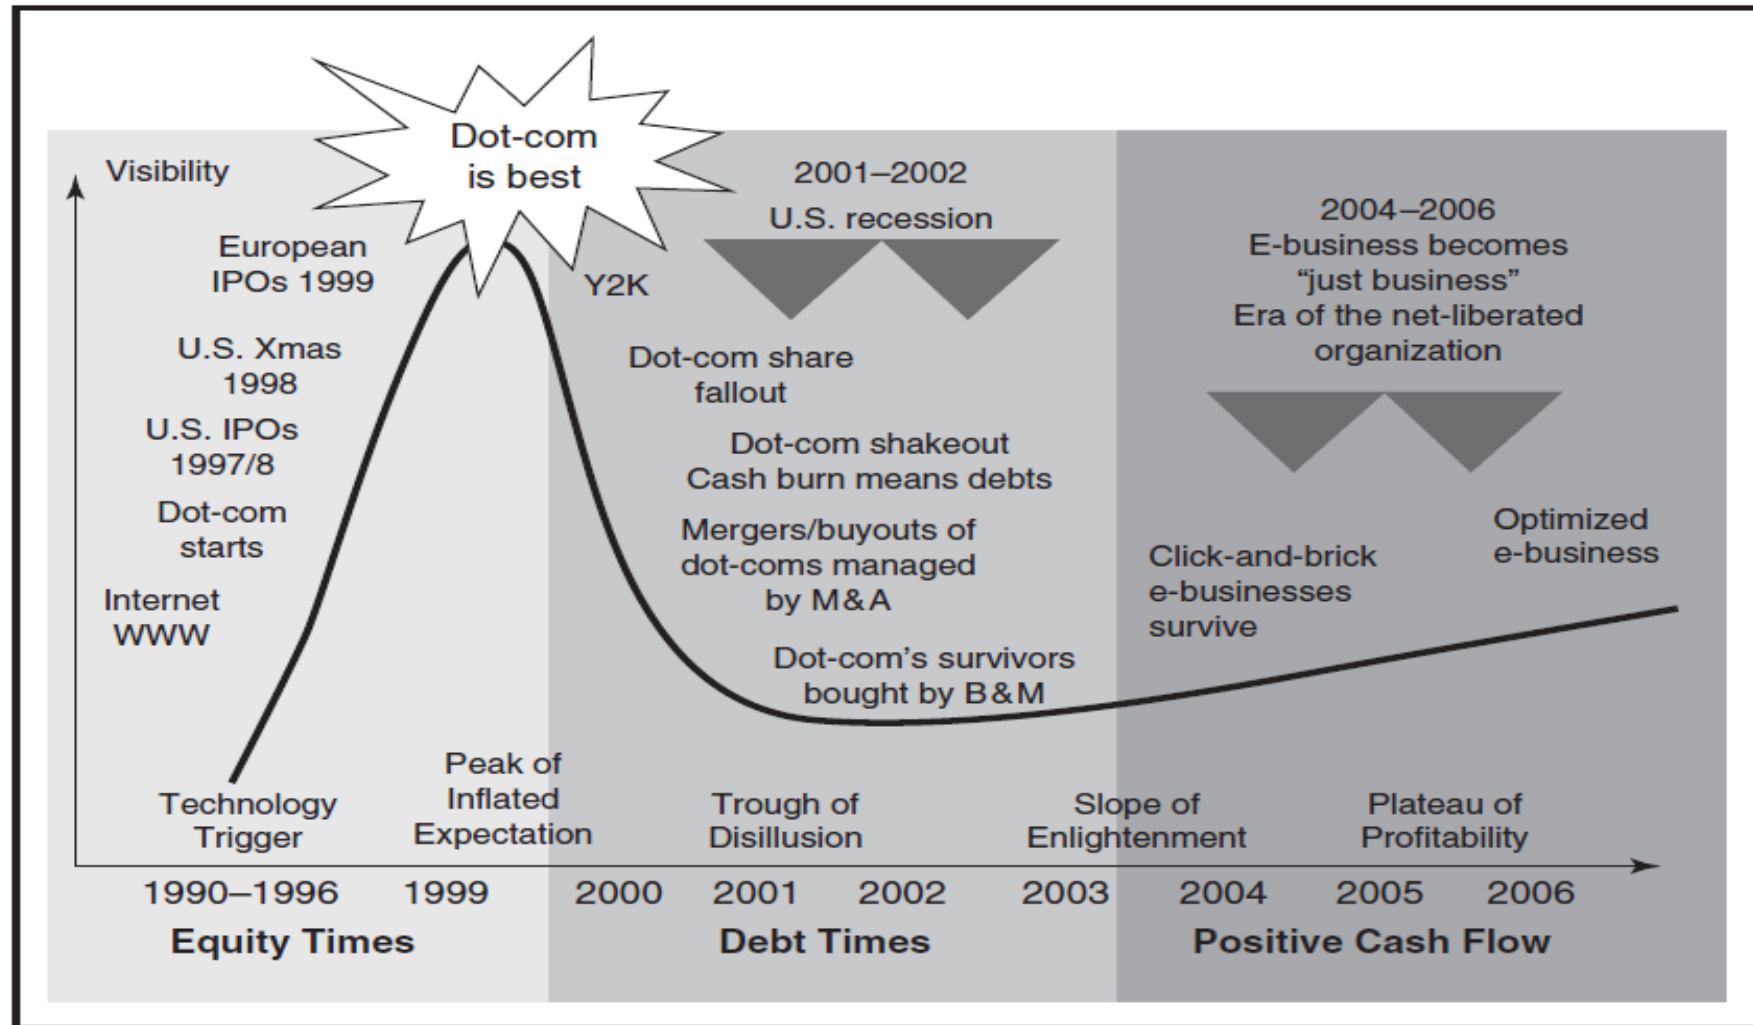 Dot-com
is best
Visibility
European
IPOs 1999
U.S. Xmas
1998
U.S. IPOs
1997/8
Dot-com
starts
Internet
WWW
Y2K
2001–2002
U.S. recession
Dot-com share
fallout
Dot-com shakeout
Cash burn means debts
Mergers/buyouts of
dot-coms managed
by M&A
Dot-com's survivors
bought by B&M
2004–2006
E-business becomes
“just business”
Era of the net-liberated
organization
Click-and-brick
e-businesses
survive
Optimized
e-business
Technology
Trigger
Peak of
Inflated
Expectation
Trough of
Disillusion
Slope of
Enlightenment
Plateau of
Profitability
1990–1996 1999 2000 2001 2002 2003 2004 2005 2006
Equity Times Debt Times Positive Cash Flow